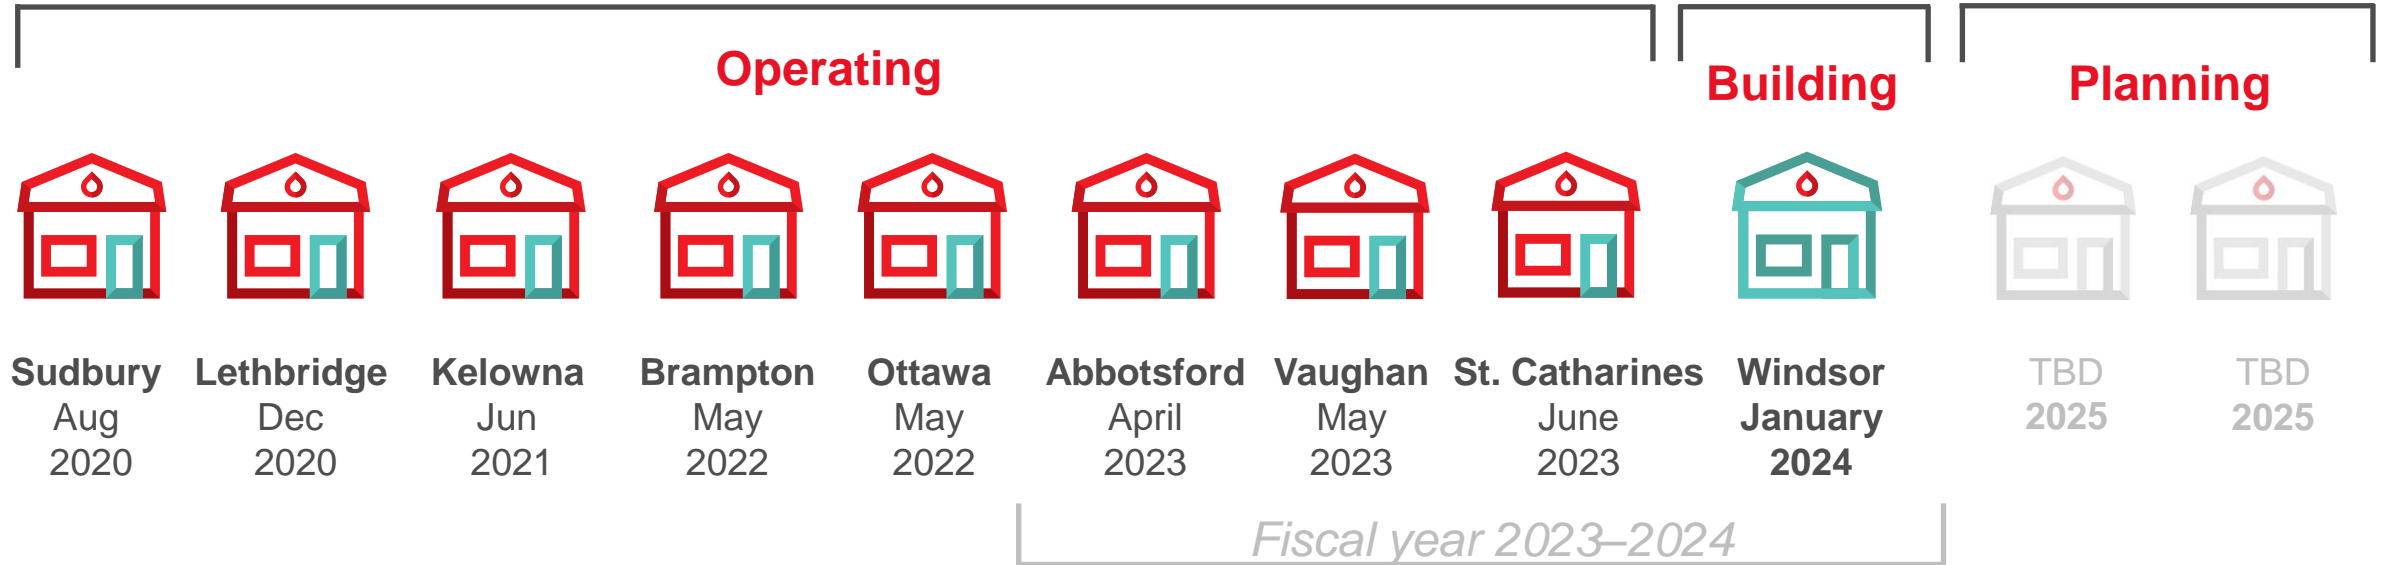 Operating
Building
Planning
Sudbury
Aug
2020
Lethbridge
Dec
2020
Kelowna
Jun
2021
Brampton
May
2022
Ottawa
May
2022
Abbotsford
April
2023
Vaughan
May
2023
St. Catharines
June
2023
Windsor
January
2024
TBD
2025
TBD
2025
Fiscal year 2023–2024